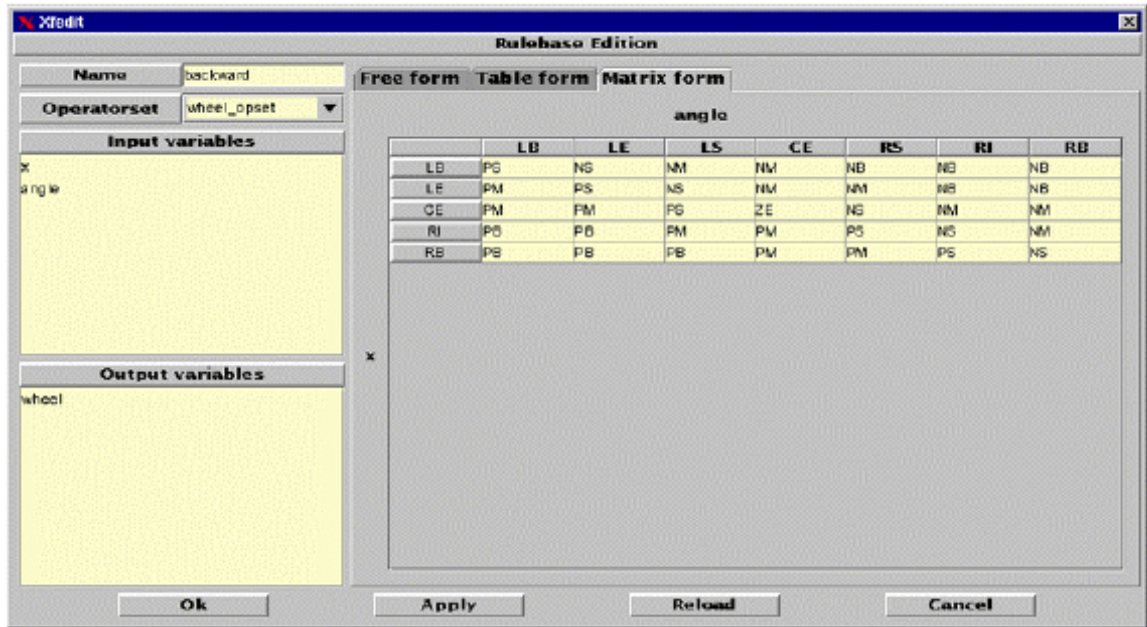 Xfedit
Rulebase Edition
Name backward
Operatorset wheel_opset
Input variables
x
angle
Output variables
wheel
Free form Table form Matrix form
angle
LB LE LS CE RS RI RB
LB PS NS NM NM NB NB NB
LE PM PS NS NM NM NB NB
CE PM PM PS ZE NS NM NM
RI PB PB PM PM PS NS NM
RB PB PB PB PM PM PS NS
x
Ok Apply Reload Cancel